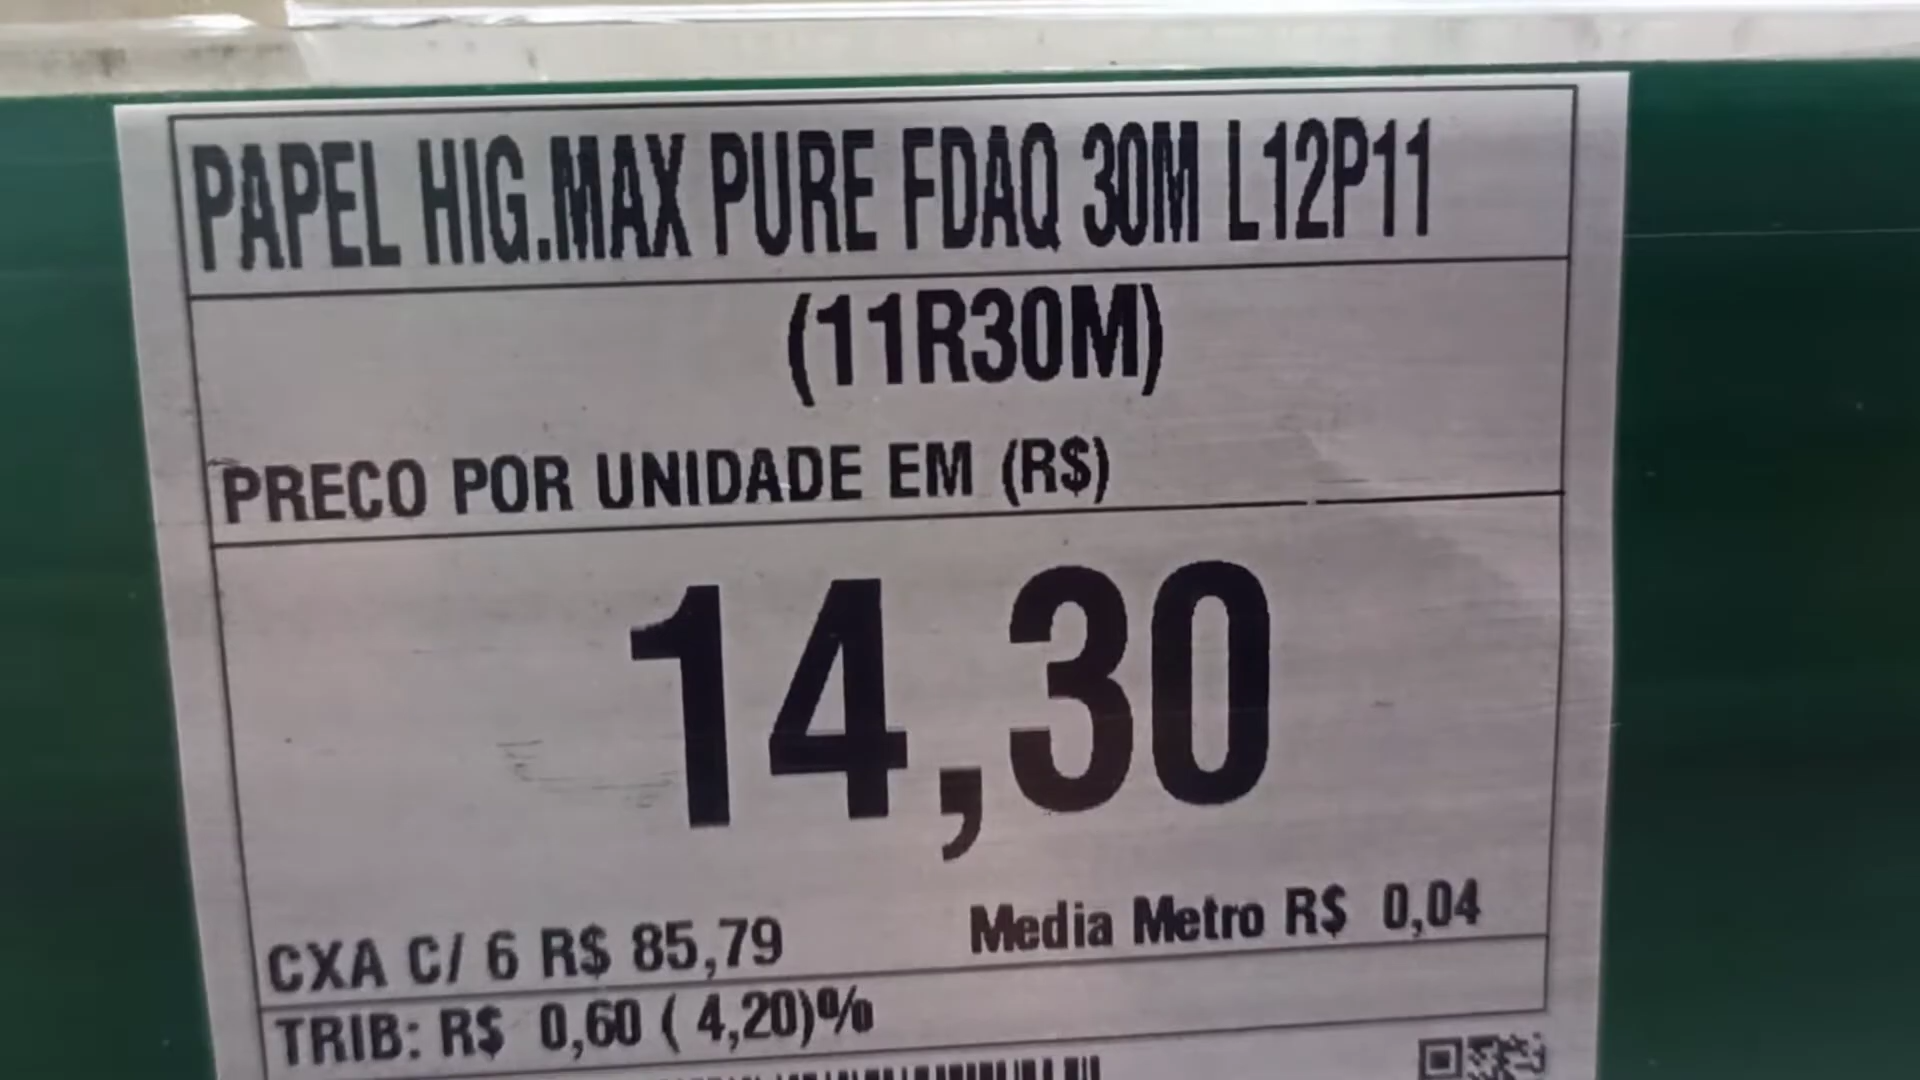 PAPEL HIG.MAX PURE FDAQ 30M L12P11
(11R30M)
PRECO POR UNIDADE EM (R$)
14,30
CXA C/ 6 R$ 85,79 Media Metro R$ 0,04
TRIB: R$ 0,60 ( 4,20)%